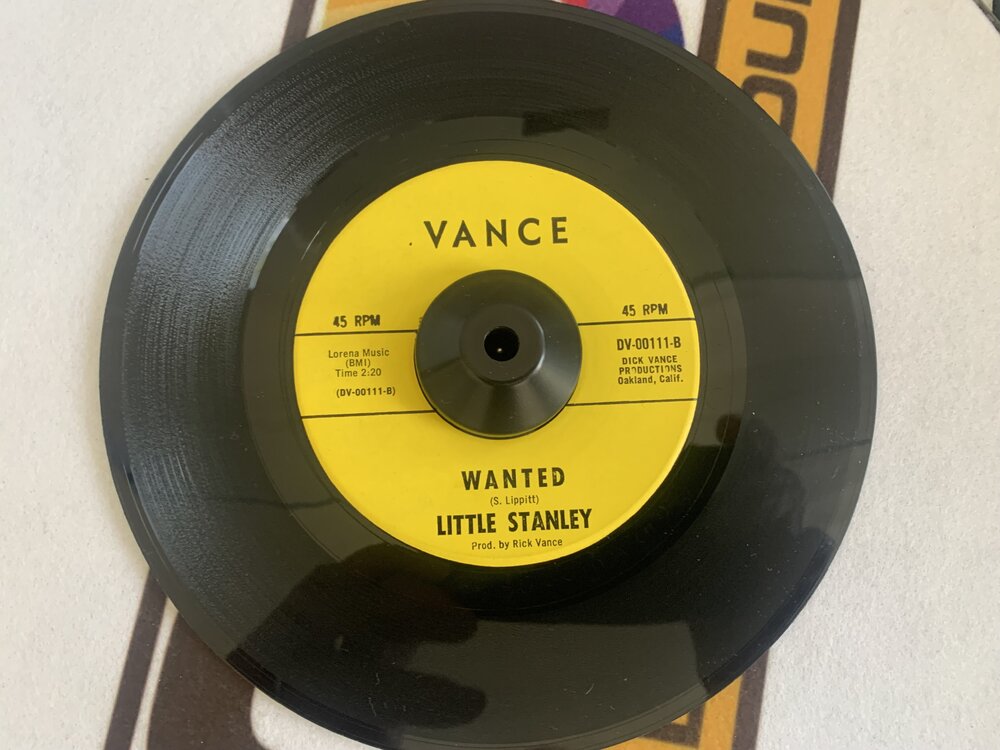 VANCE
45 RPM
45 RPM
Lorena Music
(BMI)
Time 2:20
(DV-00111-B)
DV-00111-B
DICK VANCE
PRODUCTIONS
Oakland, Calif.
WANTED
(S. Lippitt)
LITTLE STANLEY
Prod. by Rick Vance